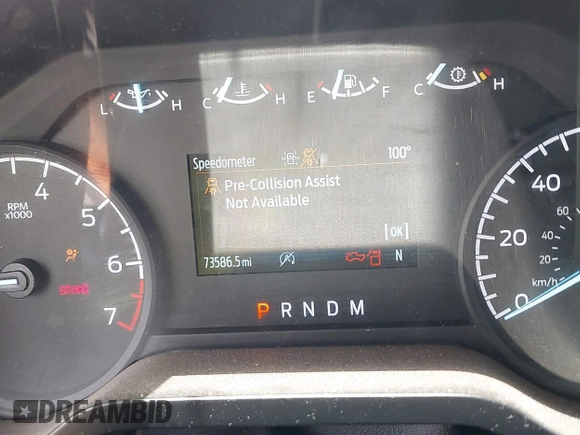 L H C H E F C H
Speedometer 100°
Pre-Collision Assist
Not Available
[OK]
73586.5 mi N
P R N D M
RPM
x1000
4
5
6
7
BRAKE
40
20
0
60
40
20
km/h
DREAMBID